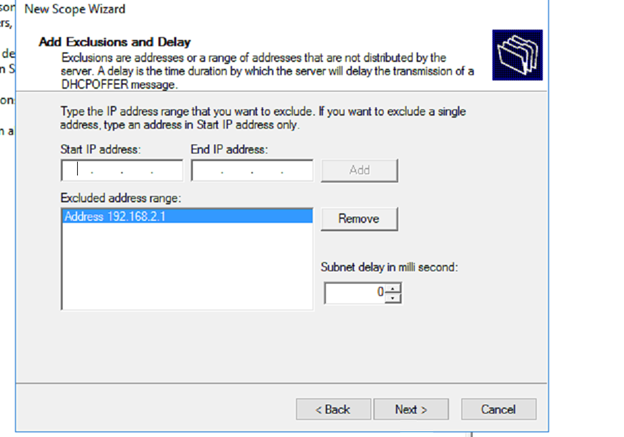 New Scope Wizard
Add Exclusions and Delay
Exclusions are addresses or a range of addresses that are not distributed by the
server. A delay is the time duration by which the server will delay the transmission of a
DHCPOFFER message.
Type the IP address range that you want to exclude. If you want to exclude a single
address, type an address in Start IP address only.
Start IP address:
End IP address:
Add
Excluded address range:
Address 192.168.2.1
Remove
Subnet delay in milli second:
0
< Back
Next >
Cancel